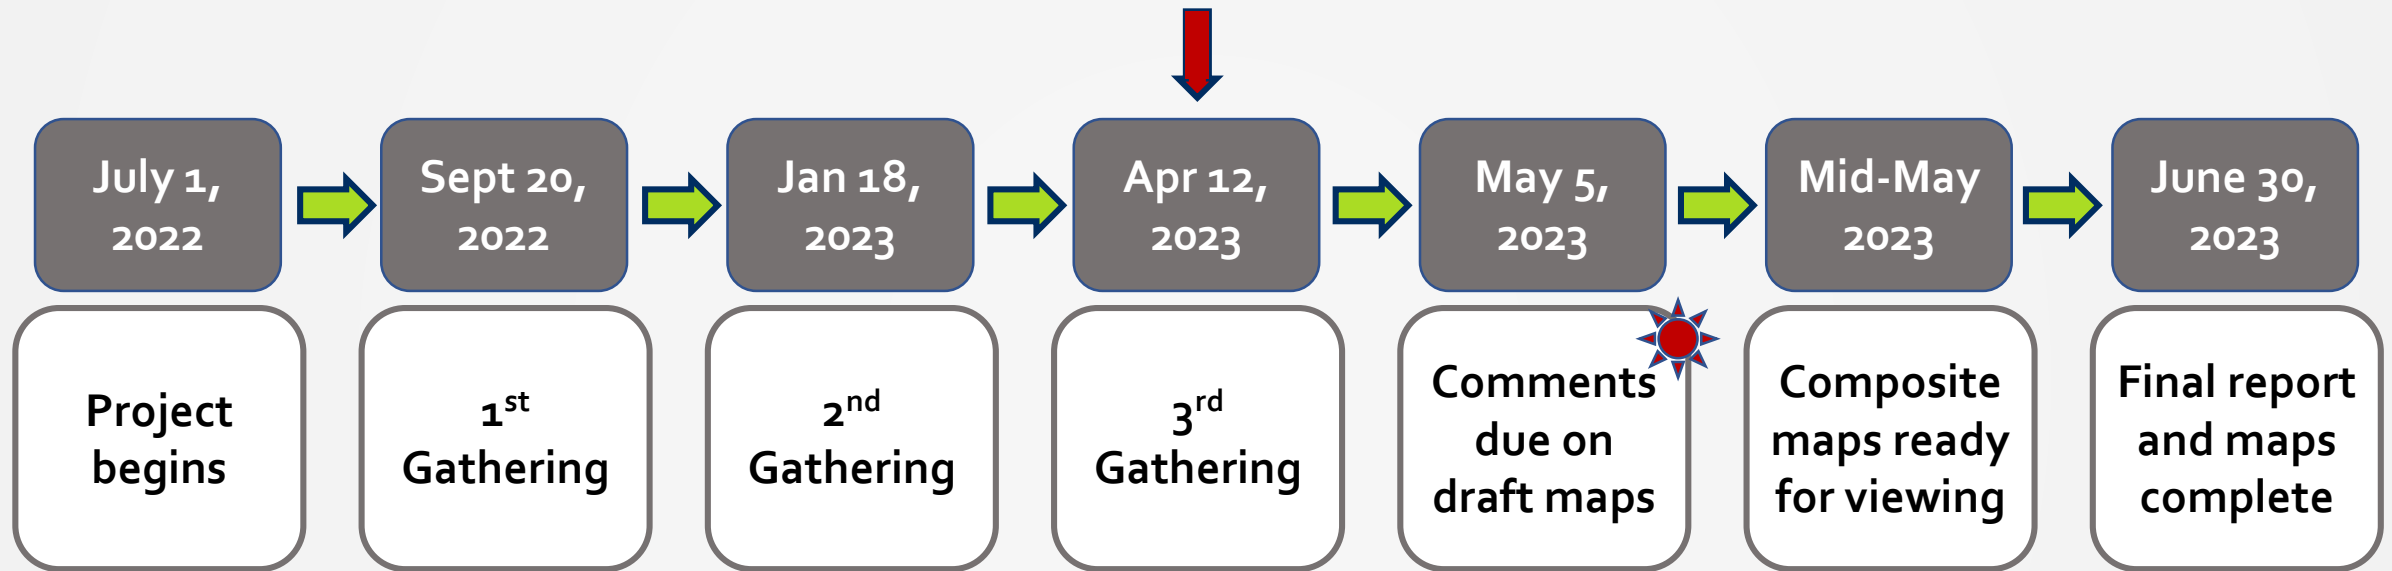 July 1,
2022
Sept 20,
2022
Jan 18,
2023
Apr 12,
2023
May 5,
2023
Mid-May
2023
June 30,
2023
Project
begins
1st
Gathering
2nd
Gathering
3rd
Gathering
Comments
due on
draft maps
Composite
maps ready
for viewing
Final report
and maps
complete